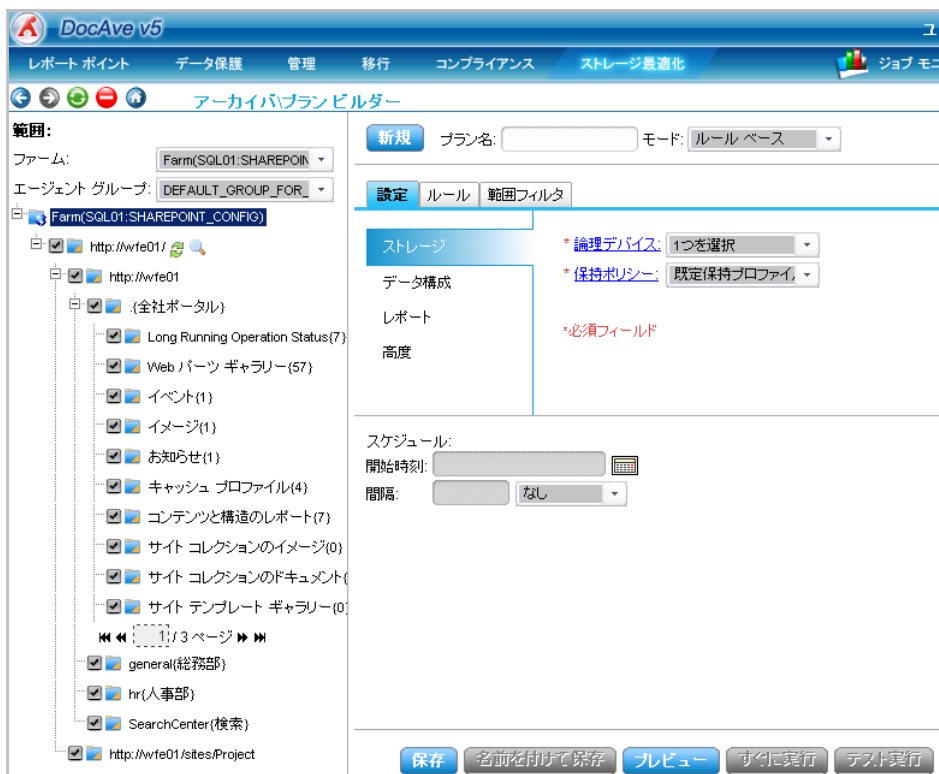 DocAve v5
ユ
レポート ポイント データ保護 管理 移行 コンプライアンス ストレージ最適化 ジョブ モニ
アーカイバ\プラン ビルダー
範囲:
ファーム: Farm(SQL01:SHAREPOIN
エージェント グループ: DEFAULT_GROUP_FOR_
Farm(SQL01:SHAREPOINT_CONFIG)
http://wfe01/
http://wfe01
.{全社ポータル}
Long Running Operation Status{7}
Web パーツ ギャラリー{57}
イベント{1}
イメージ{1}
お知らせ{1}
キャッシュ プロファイル{4}
コンテンツと構造のレポート{7}
サイト コレクションのイメージ{0}
サイト コレクションのドキュメント{
サイト テンプレート ギャラリー{0}
1 / 3 ページ
general{総務部}
hr{人事部}
SearchCenter{検索}
http://wfe01/sites/Project
新規 プラン名: モード: ルール ベース
設定 ルール 範囲フィルタ
ストレージ
データ構成
レポート
高度
* 論理デバイス: 1つを選択
* 保持ポリシー: 既定保持プロファイ
*必須フィールド
スケジュール:
開始時刻:
間隔: なし
保存 名前を付けて保存 プレビュー すぐに実行 テスト実行